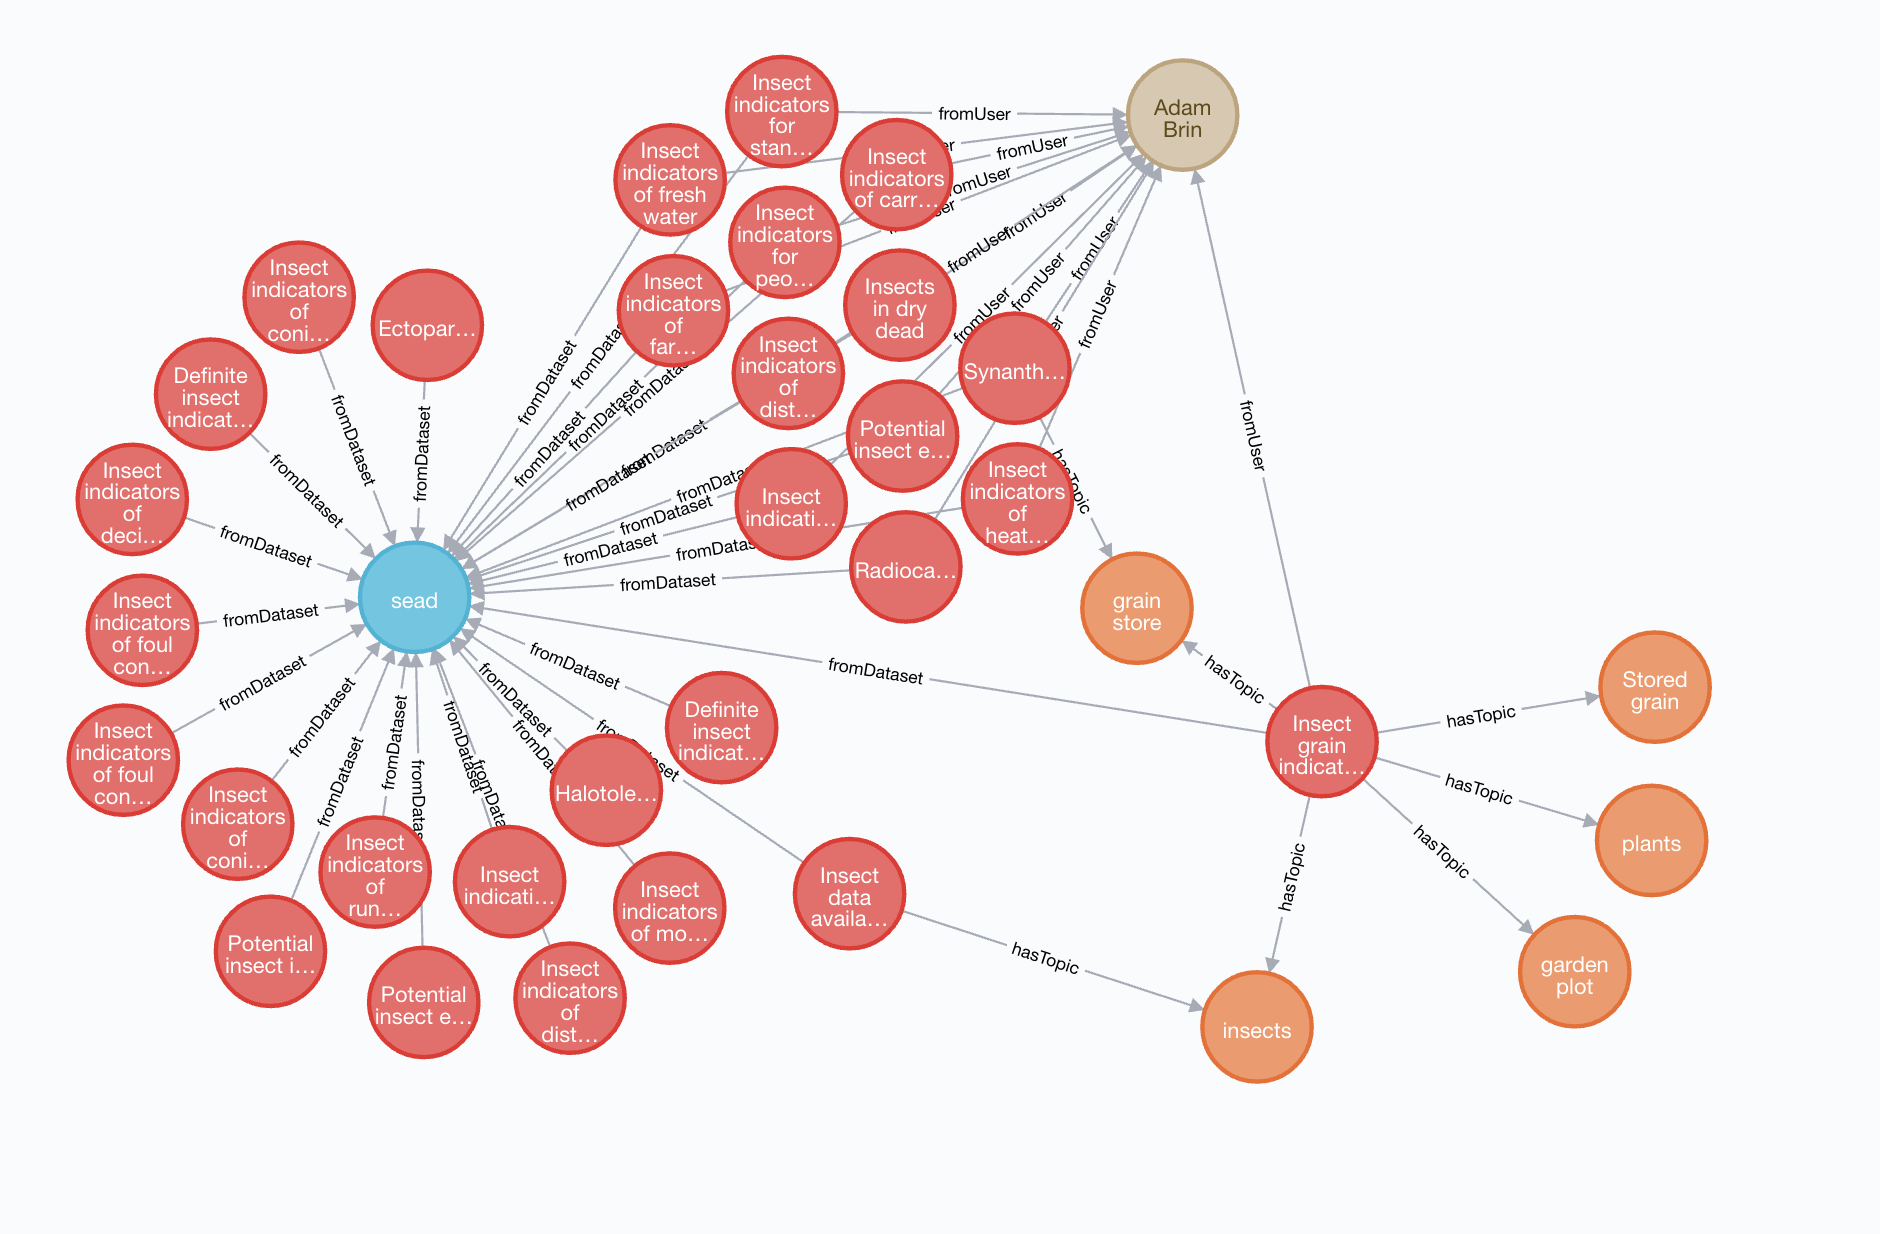 Insect
indicators
for
stan…
Adam
Brin
fromUser
Insect
indicators
of fresh
water
Insect
indicators
of carr…
fromUser
Insect
indicators
for
peo…
fromUser
fromUser
Insect
indicators
of
coni…
Ectopar…
Insect
indicators
of
far…
Insects
in dry
dead
fromUser
fromUser
fromUser
fromUser
fromUser
Definite
insect
indicat…
fromDataset
fromDataset
fromDataset
Insect
indicators
of
dist…
Synanth…
fromUser
Insect
indicators
of
deci…
fromDataset
fromDataset
fromDataset
fromDataset
fromDataset
fromDataset
fromDataset
Potential
insect e…
hasTopic
Insect
indicati…
Insect
indicators
of
heat…
fromDataset
fromDataset
fromDataset
fromDataset
Radioca…
sead
grain
store
Insect
indicators
of foul
con…
fromDataset
fromDataset
fromDataset
fromDataset
hasTopic
Stored
grain
Insect
indicators
of foul
con…
fromDataset
fromDataset
Definite
insect
indicat…
Insect
grain
indicat…
hasTopic
hasTopic
plants
Insect
indicators
of
coni…
fromDataset
fromDataset
fromDataset
fromDataset
Halotole…
hasTopic
hasTopic
Insect
indicators
of
run…
Insect
indicati…
Insect
indicators
of mo…
Insect
data
availa…
hasTopic
Potential
insect i…
Potential
insect e…
Insect
indicators
of
dist…
insects
garden
plot